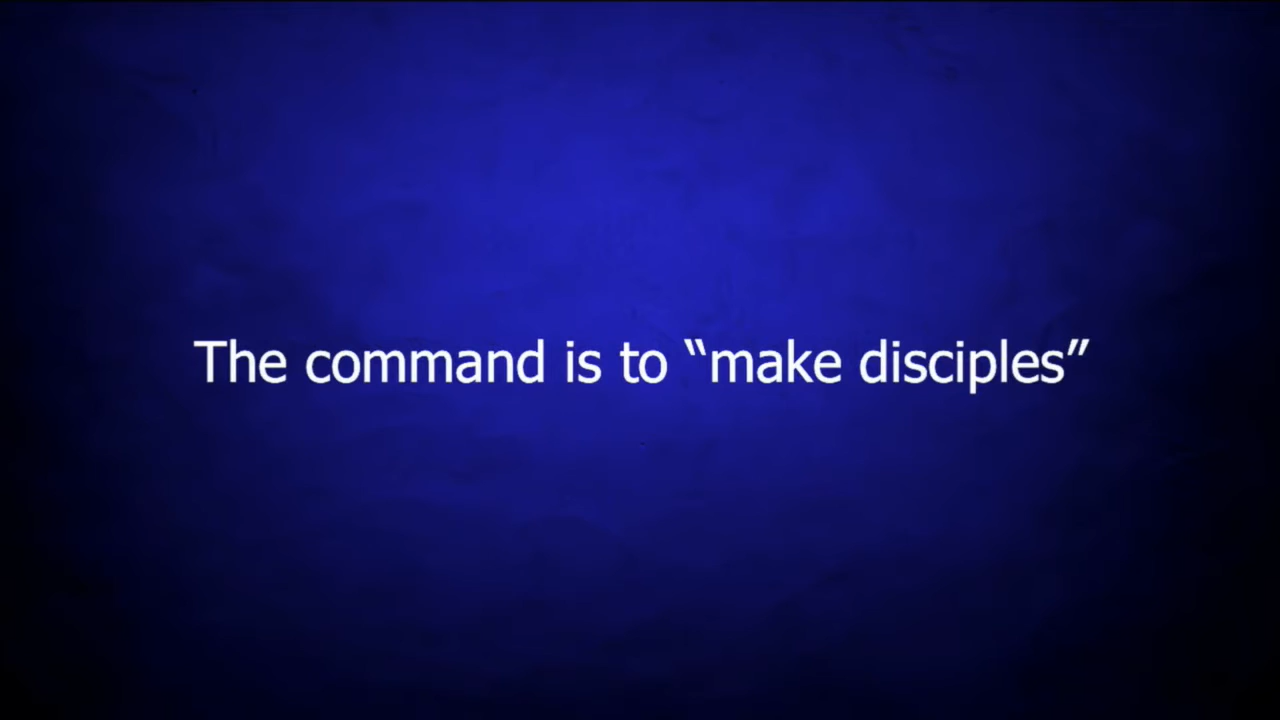 The command is to “make disciples”